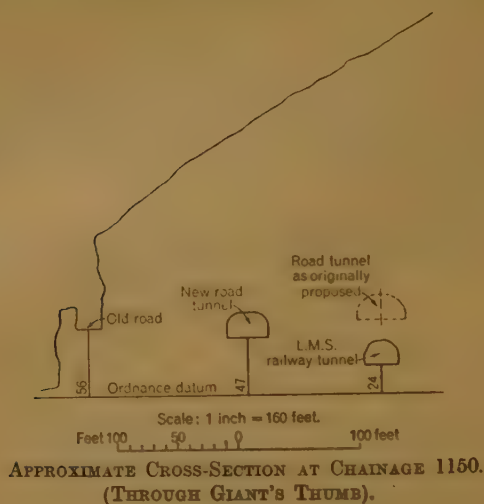 Road tunnel
as originally
proposed
New road
tunnel
Old road
L.M.S.
railway tunnel
56
Ordnance datum
47
24
Scale: 1 inch = 160 feet.
Feet 100 50 0 100 feet
APPROXIMATE CROSS-SECTION AT CHAINAGE 1150.
(THROUGH GIANT'S THUMB).